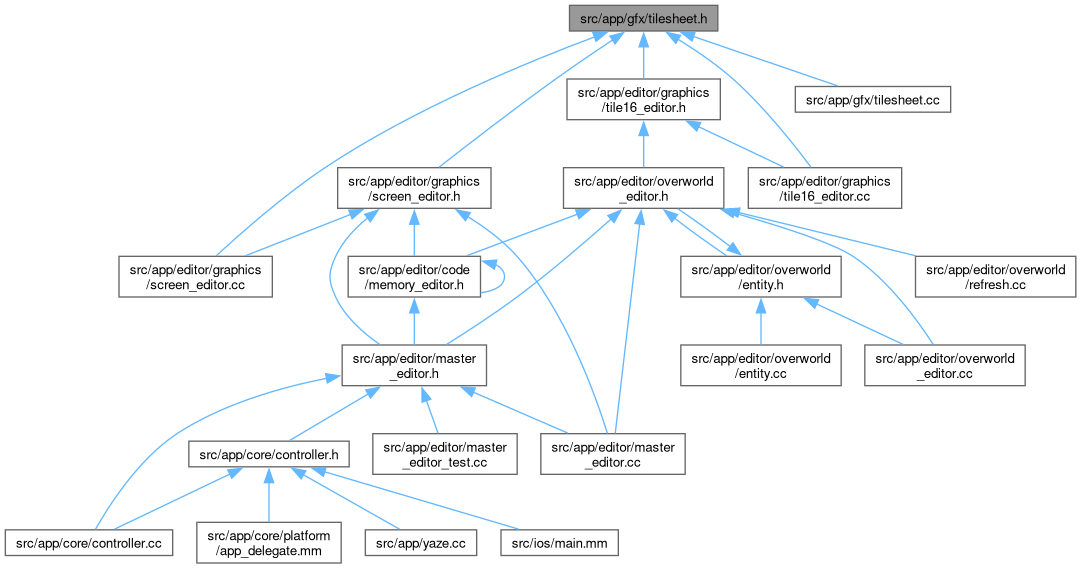 src/app/gfx/tilesheet.h
src/app/editor/graphics
/tile16_editor.h
src/app/gfx/tilesheet.cc
src/app/editor/graphics
/screen_editor.h
src/app/editor/overworld
_editor.h
src/app/editor/graphics
/tile16_editor.cc
src/app/editor/graphics
/screen_editor.cc
src/app/editor/code
/memory_editor.h
src/app/editor/overworld
/entity.h
src/app/editor/overworld
/refresh.cc
src/app/editor/master
_editor.h
src/app/editor/overworld
/entity.cc
src/app/editor/overworld
_editor.cc
src/app/core/controller.h
src/app/editor/master
_editor_test.cc
src/app/editor/master
_editor.cc
src/app/core/controller.cc
src/app/core/platform
/app_delegate.mm
src/app/yaze.cc
src/ios/main.mm